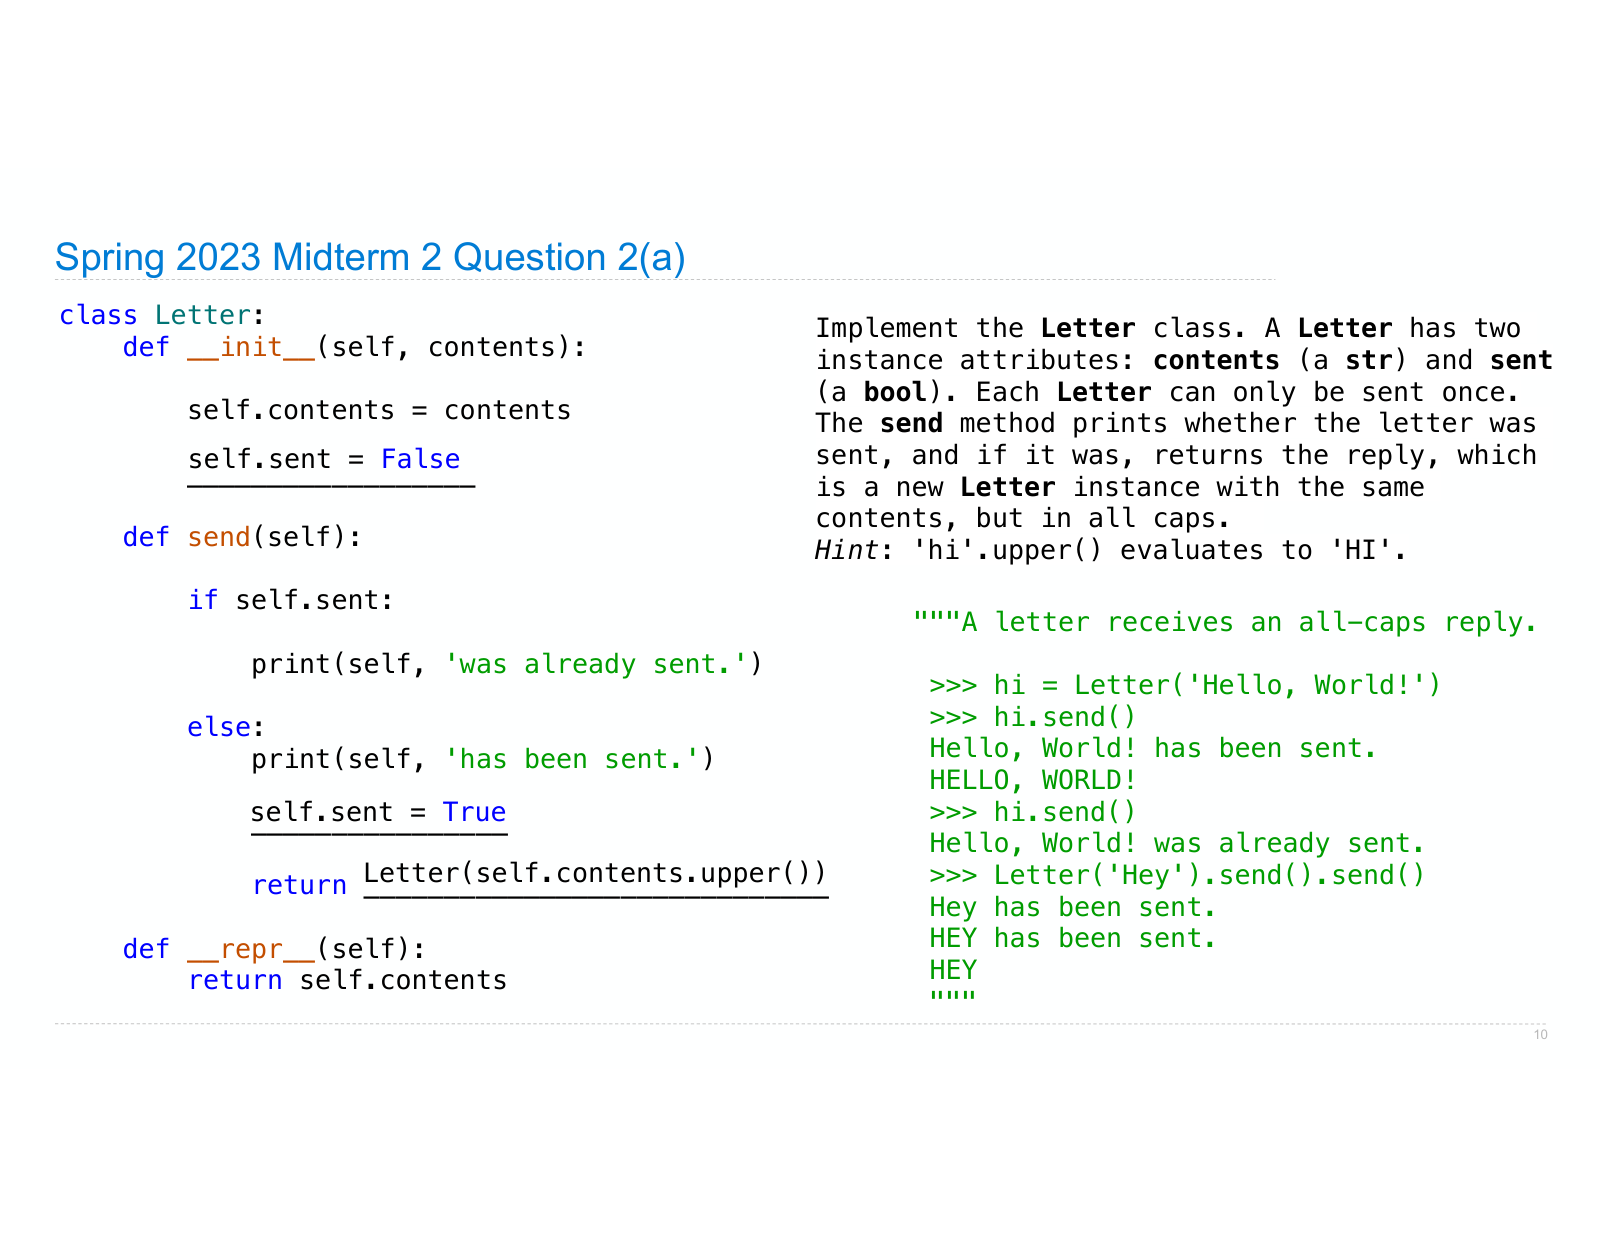 Spring 2023 Midterm 2 Question 2(a)
class Letter:
    def __init__(self, contents):
        self.contents = contents
        self.sent = False
    def send(self):
        if self.sent:
            print(self, 'was already sent.')
        else:
            print(self, 'has been sent.')
            self.sent = True
            return Letter(self.contents.upper())
    def __repr__(self):
        return self.contents
Implement the Letter class. A Letter has two
instance attributes: contents (a str) and sent
(a bool). Each Letter can only be sent once.
The send method prints whether the letter was
sent, and if it was, returns the reply, which
is a new Letter instance with the same
contents, but in all caps.
Hint: 'hi'.upper() evaluates to 'HI'.
"""A letter receives an all−caps reply.
>>> hi = Letter('Hello, World!')
>>> hi.send()
Hello, World! has been sent.
HELLO, WORLD!
>>> hi.send()
Hello, World! was already sent.
>>> Letter('Hey').send().send()
Hey has been sent.
HEY has been sent.
HEY
"""
10